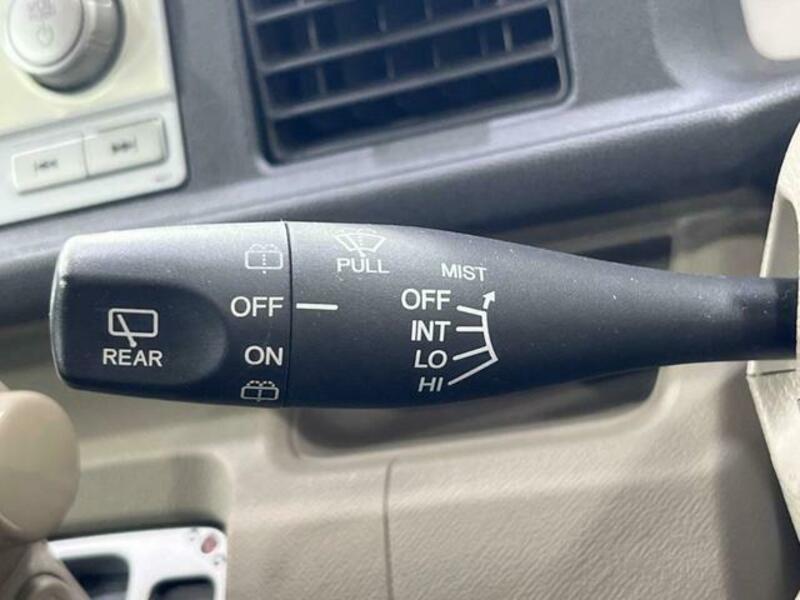 PULL
MIST
OFF
OFF
INT
REAR
ON
LO
HI